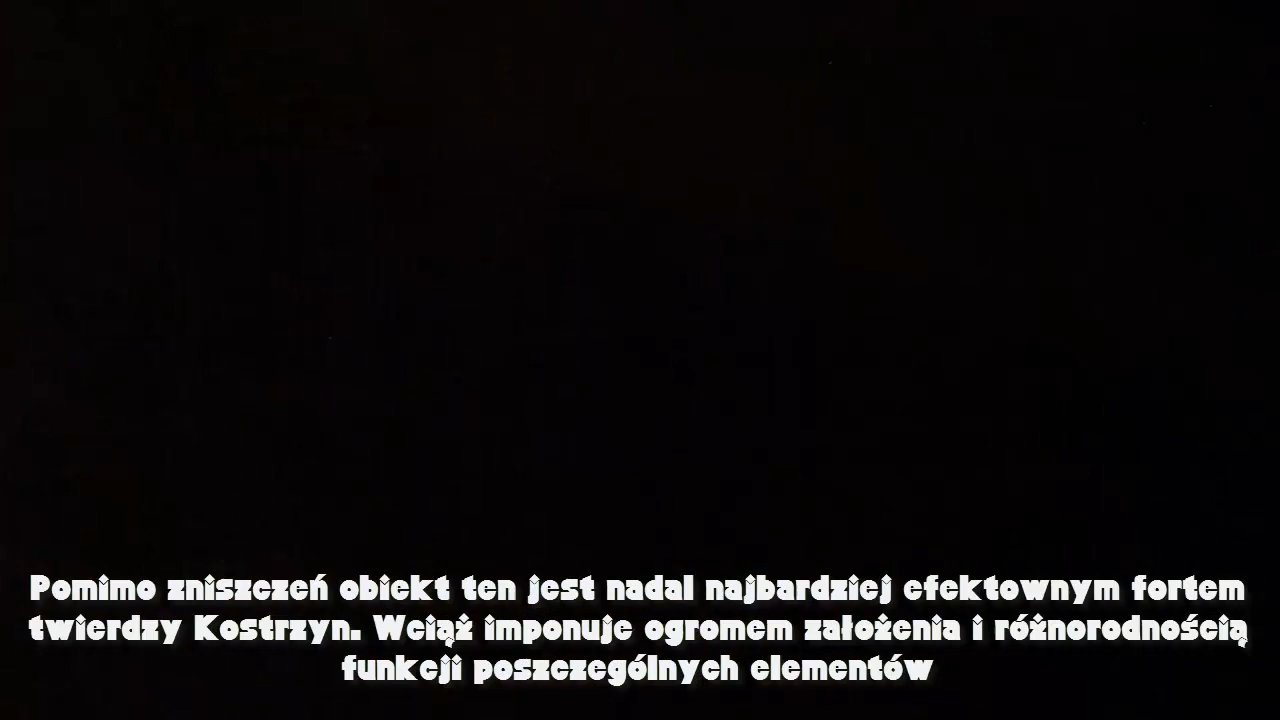 Pomimo zniszczeń obiekt ten jest nadal najbardziej efektownym fortem
twierdzy Kostrzyn. Wciąż imponuje ogromem założenia i różnorodnością
funkcji poszczególnych elementów